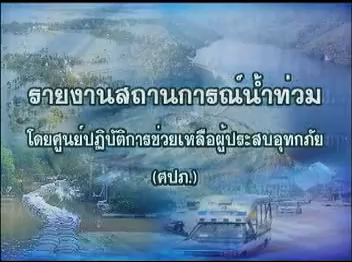 รายงานสถานการณ์น้ำท่วม
โดยศูนย์ปฏิบัติการช่วยเหลือผู้ประสบอุทกภัย
(ศปภ.)